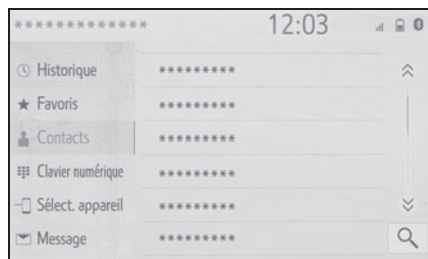 ************* 12:03
Historique *********
Favoris *********
Contacts *********
Clavier numérique *********
Sélect. appareil *********
Message *********